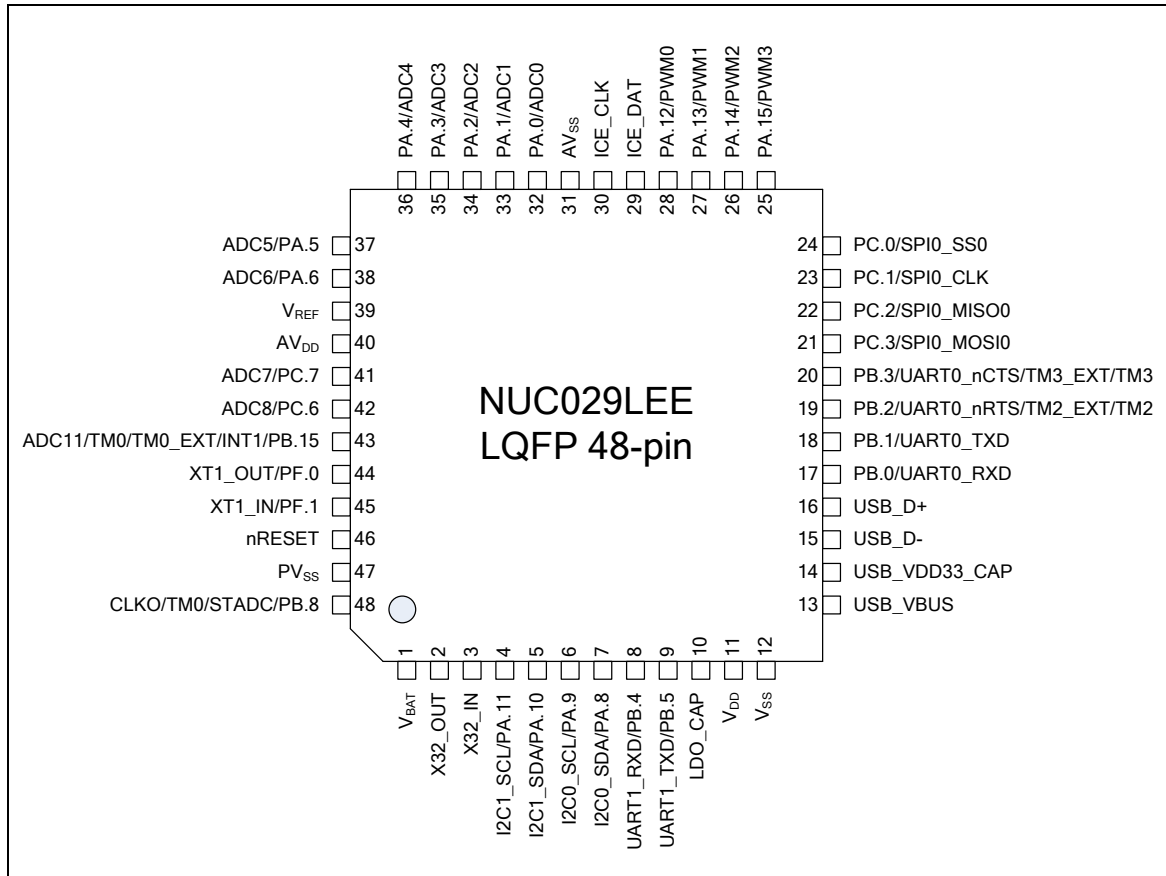 PA.4/ADC4
PA.3/ADC3
PA.2/ADC2
PA.1/ADC1
PA.0/ADC0
AVSS
ICE_CLK
ICE_DAT
PA.12/PWM0
PA.13/PWM1
PA.14/PWM2
PA.15/PWM3
36
35
34
33
32
31
30
29
28
27
26
25
ADC5/PA.5 37
ADC6/PA.6 38
VREF 39
AVDD 40
ADC7/PC.7 41
ADC8/PC.6 42
ADC11/TM0/TM0_EXT/INT1/PB.15 43
XT1_OUT/PF.0 44
XT1_IN/PF.1 45
nRESET 46
PVSS 47
CLKO/TM0/STADC/PB.8 48
NUC029LEE
LQFP 48-pin
24 PC.0/SPI0_SS0
23 PC.1/SPI0_CLK
22 PC.2/SPI0_MISO0
21 PC.3/SPI0_MOSI0
20 PB.3/UART0_nCTS/TM3_EXT/TM3
19 PB.2/UART0_nRTS/TM2_EXT/TM2
18 PB.1/UART0_TXD
17 PB.0/UART0_RXD
16 USB_D+
15 USB_D-
14 USB_VDD33_CAP
13 USB_VBUS
1
2
3
4
5
6
7
8
9
10
11
12
VBAT
X32_OUT
X32_IN
I2C1_SCL/PA.11
I2C1_SDA/PA.10
I2C0_SCL/PA.9
I2C0_SDA/PA.8
UART1_RXD/PB.4
UART1_TXD/PB.5
LDO_CAP
VDD
VSS